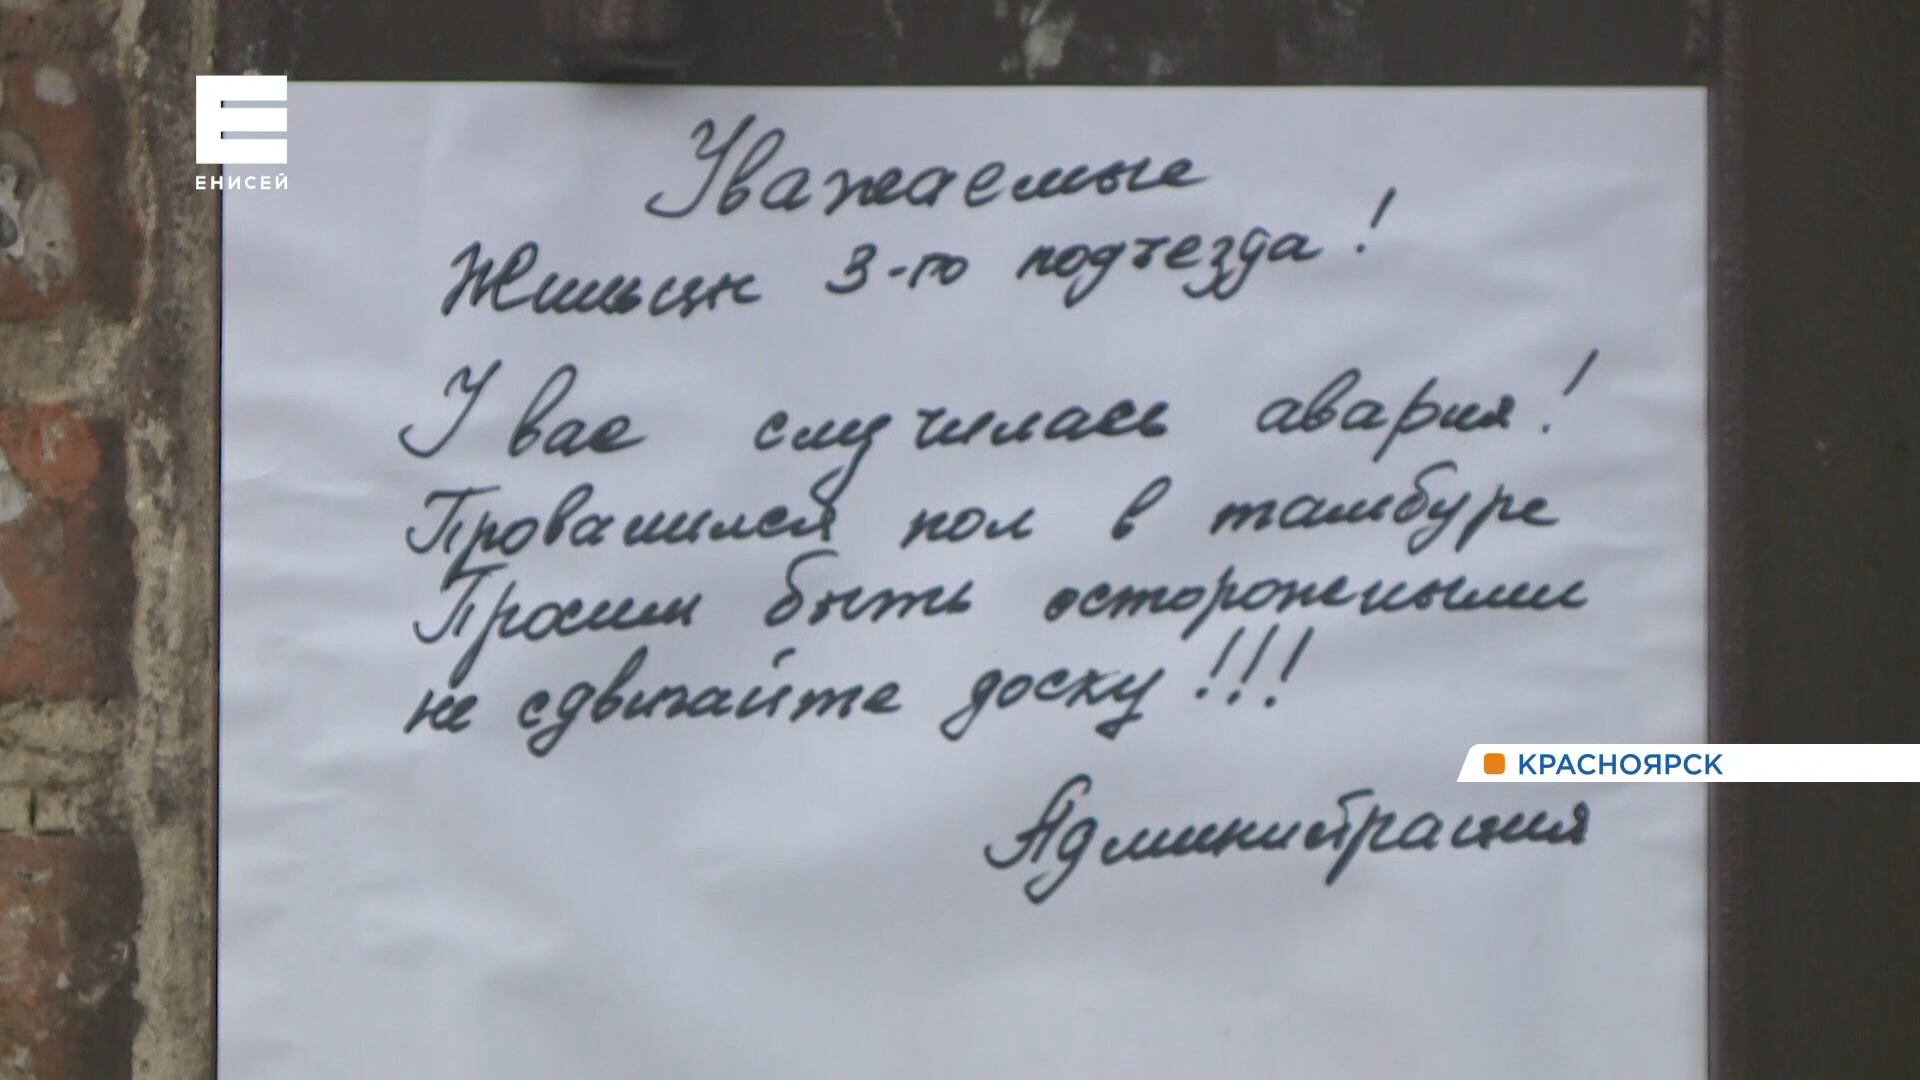 ЕНИСЕЙ
Уважаемые
Жильцы 3-го подъезда!
У вас случилась авария!
Провалился пол в тамбуре
Просим быть осторожными
не сдвигайте доску!!!
КРАСНОЯРСК
Администрация